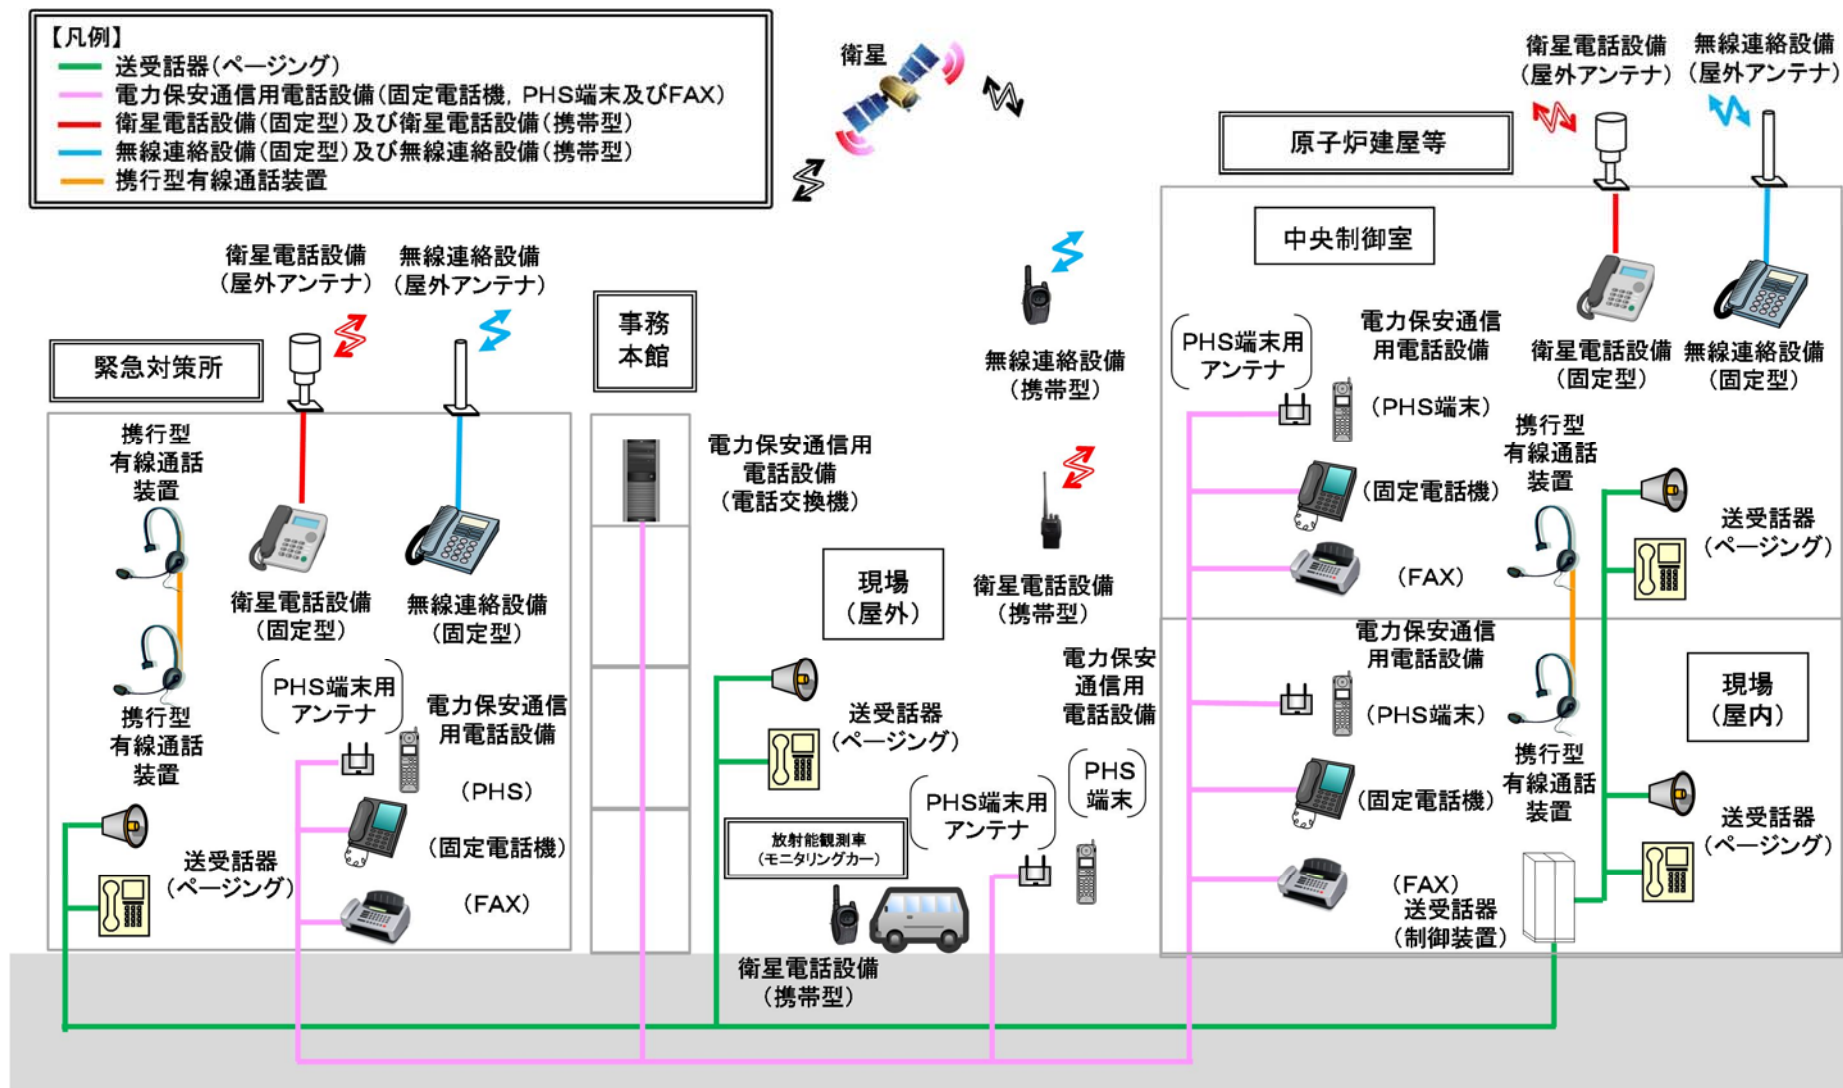 【凡例】
送受話器(ページング)
電力保安通信用電話設備(固定電話機，PHS端末及びFAX)
衛星電話設備(固定型)及び衛星電話設備(携帯型)
無線連絡設備(固定型)及び無線連絡設備(携帯型)
携行型有線通話装置
衛星
衛星電話設備
(屋外アンテナ)
無線連絡設備
(屋外アンテナ)
原子炉建屋等
中央制御室
衛星電話設備
(屋外アンテナ)
無線連絡設備
(屋外アンテナ)
緊急対策所
事務
本館
無線連絡設備
(携帯型)
PHS端末用
アンテナ
電力保安通信
用電話設備
(PHS端末)
(固定電話機)
(FAX)
衛星電話設備
(固定型)
無線連絡設備
(固定型)
携行型
有線通話
装置
送受話器
(ページング)
携行型
有線通話
装置
衛星電話設備
(固定型)
無線連絡設備
(固定型)
携行型
有線通話
装置
電力保安通信用
電話設備
(電話交換機)
現場
(屋外)
衛星電話設備
(携帯型)
PHS端末用
アンテナ
電力保安通信
用電話設備
(PHS)
(固定電話機)
(FAX)
送受話器
(ページング)
送受話器
(ページング)
電力保安
通信用
電話設備
PHS
端末
PHS端末用
アンテナ
放射能観測車
(モニタリングカー)
衛星電話設備
(携帯型)
電力保安通信
用電話設備
(PHS端末)
(固定電話機)
(FAX)
送受話器
(制御装置)
携行型
有線通話
装置
現場
(屋内)
送受話器
(ページング)